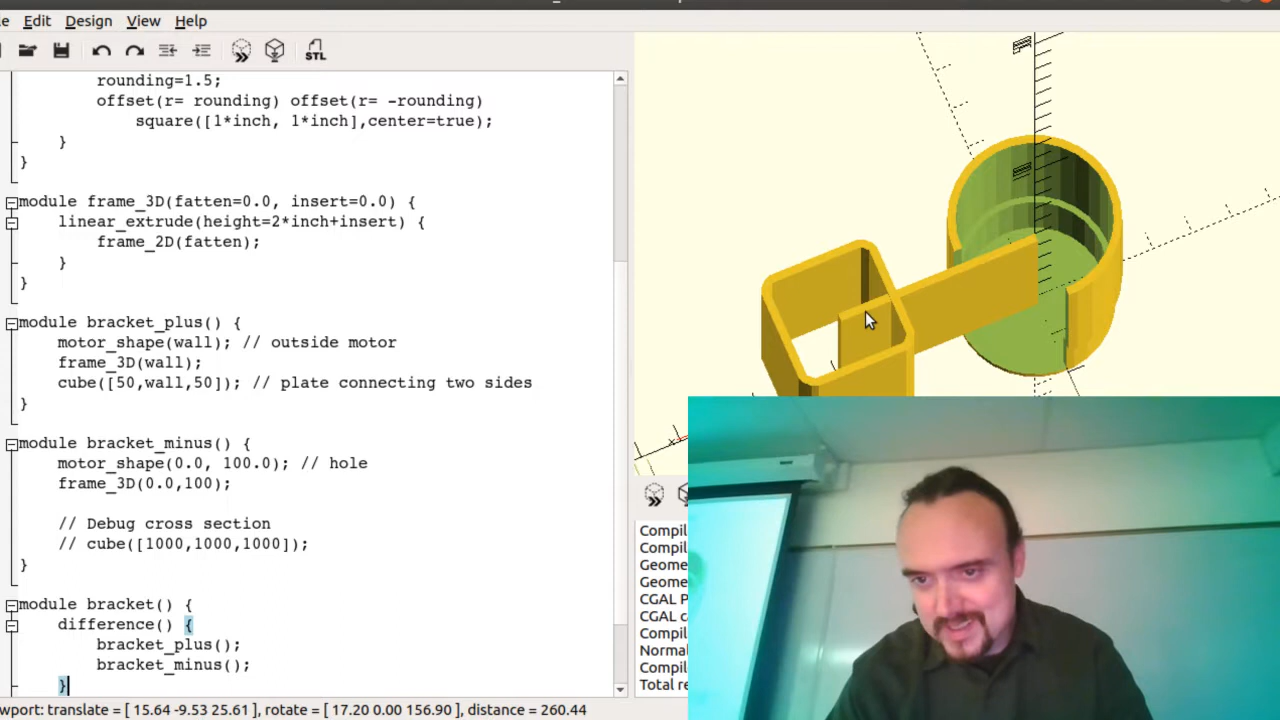 Edit Design View Help
STL
rounding=1.5;
offset(r= rounding) offset(r= -rounding)
square([1*inch, 1*inch],center=true);
}
}
module frame_3D(fatten=0.0, insert=0.0) {
linear_extrude(height=2*inch+insert) {
frame_2D(fatten);
}
}
module bracket_plus() {
motor_shape(wall); // outside motor
frame_3D(wall);
cube([50,wall,50]); // plate connecting two sides
}
module bracket_minus() {
motor_shape(0.0, 100.0); // hole
frame_3D(0.0,100);
// Debug cross section
// cube([1000,1000,1000]);
}
module bracket() {
difference() {
bracket_plus();
bracket_minus();
}
Compil
Compil
Geome
Geome
CGAL P
CGAL c
Compil
Normal
Compil
Total re
wport: translate = [ 15.64 -9.53 25.61 ], rotate = [ 17.20 0.00 156.90 ], distance = 260.44